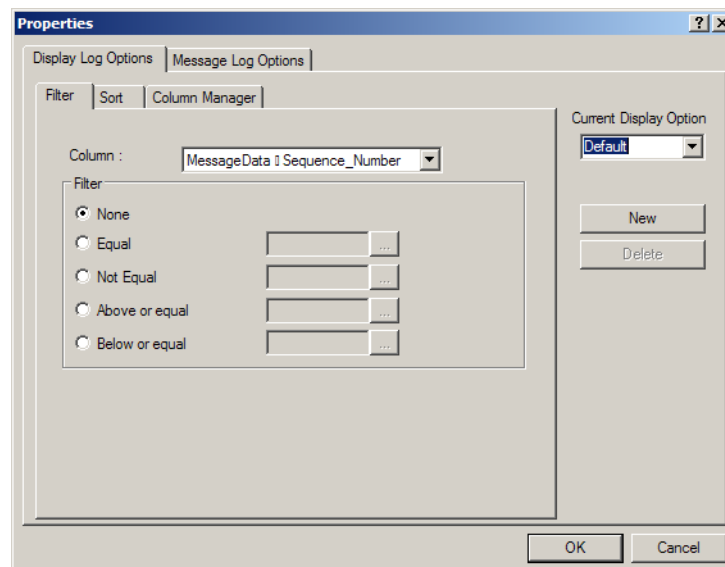 Properties
Display Log Options
Message Log Options
Filter
Sort
Column Manager
Current Display Option
Default
Column :
MessageData ▯ Sequence_Number
Filter
None
Equal
...
Not Equal
...
Above or equal
...
Below or equal
...
New
Delete
OK
Cancel